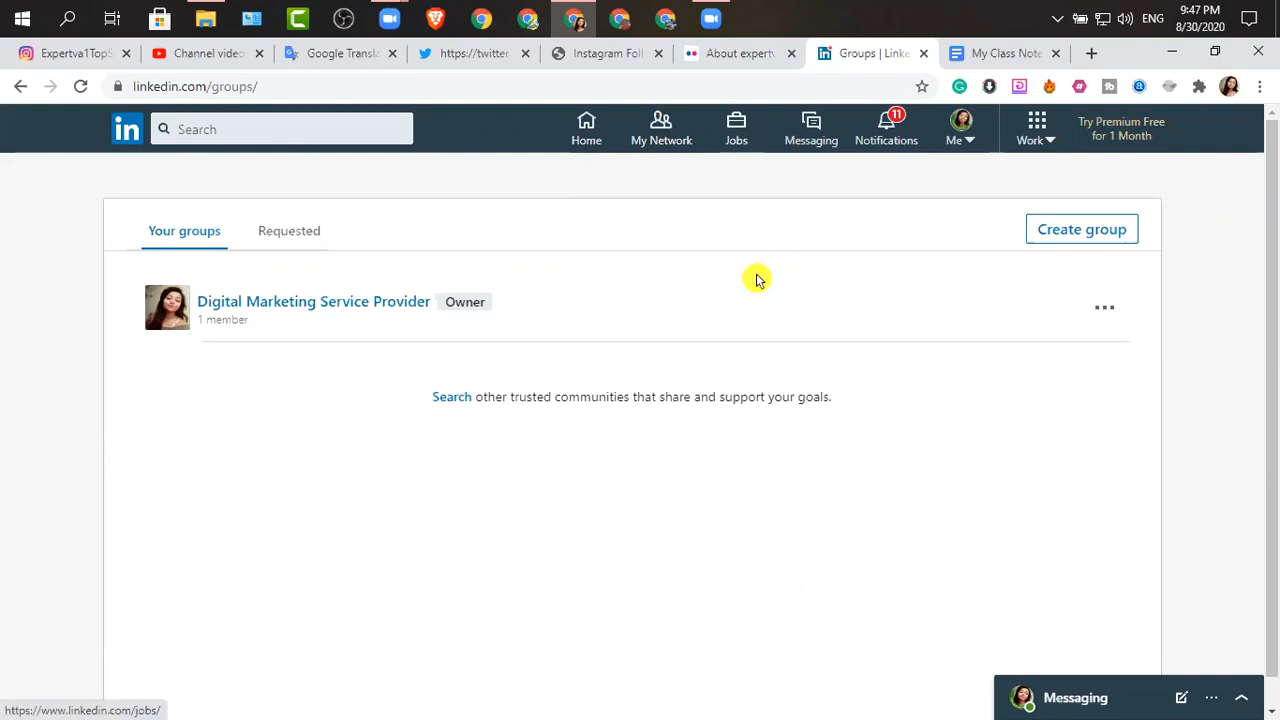 9:47 PM
ENG
8/30/2020
Expertva1TopS
Channel video
Google Transl
https://twitter
Instagram Foll
About expertv
Groups | Linke
My Class Note
linkedin.com/groups/
in
Search
Home
My Network
Jobs
Messaging
11
Notifications
Me
Work
Try Premium Free
for 1 Month
Your groups
Requested
Create group
Digital Marketing Service Provider
Owner
1 member
Search other trusted communities that share and support your goals.
https://www.linkedin.com/jobs/
Messaging